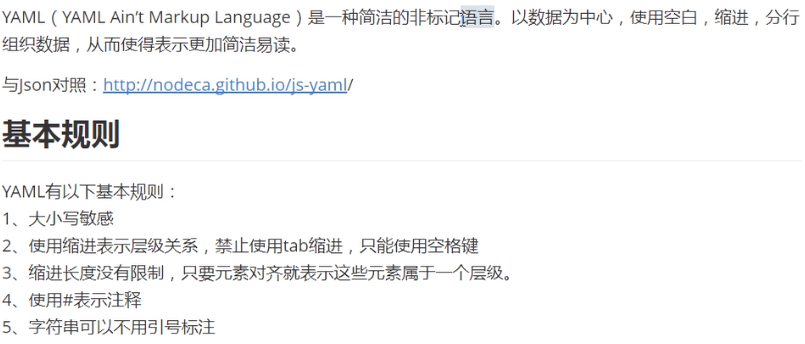 YAML（YAML Ain’t Markup Language）是一种简洁的非标记语言。以数据为中心，使用空白，缩进，分行
组织数据，从而使得表示更加简洁易读。
与Json对照：http://nodeca.github.io/js-yaml/
基本规则
YAML有以下基本规则：
1、大小写敏感
2、使用缩进表示层级关系，禁止使用tab缩进，只能使用空格键
3、缩进长度没有限制，只要元素对齐就表示这些元素属于一个层级。
4、使用#表示注释
5、字符串可以不用引号标注